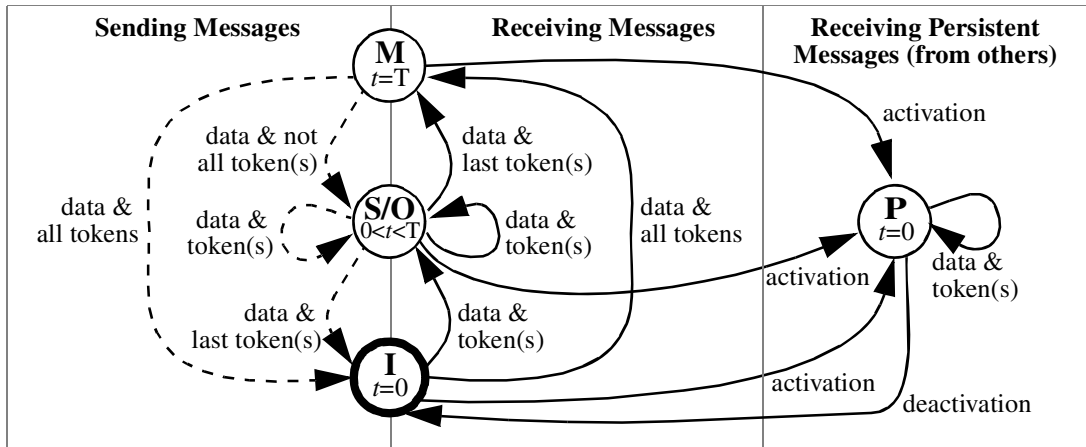 Sending Messages
Receiving Messages
Receiving Persistent
Messages (from others)
M
t=T
activation
data & not
all token(s)
data &
last token(s)
data &
all tokens
data &
token(s)
S/O
0<t<T
data &
token(s)
data &
all tokens
P
t=0
activation
data &
token(s)
data &
last token(s)
data &
token(s)
I
t=0
activation
deactivation